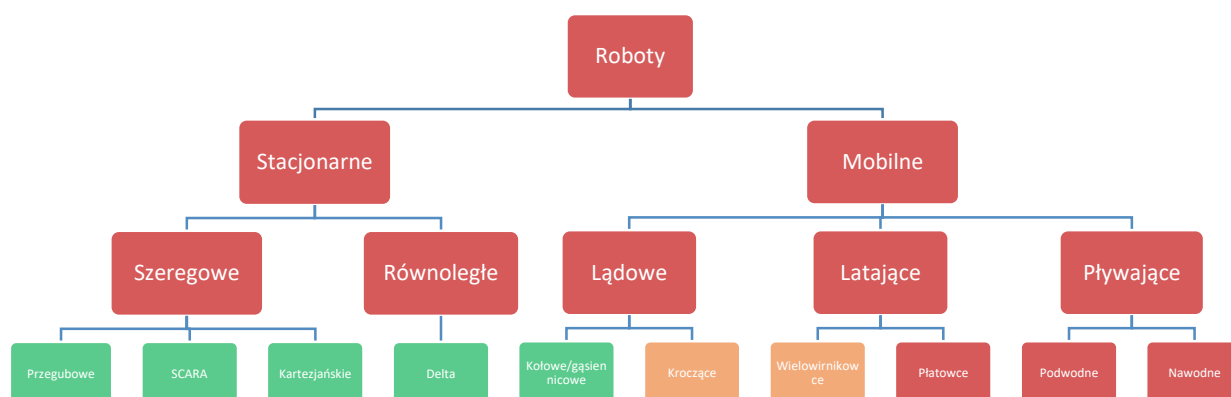 Roboty
Stacjonarne
Mobilne
Szeregowe
Równoległe
Lądowe
Latające
Pływające
Przegubowe
SCARA
Kartezjańskie
Delta
Kołowe/gąsien
nicowe
Kroczące
Wielowirnikow
ce
Płatowce
Podwodne
Nawodne